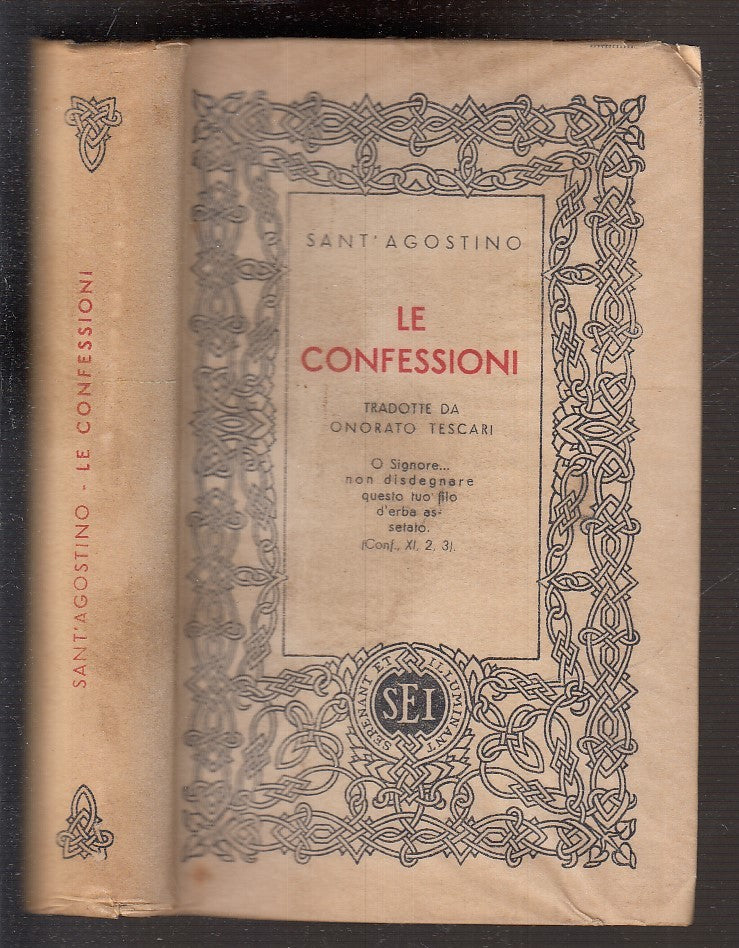 SANT'AGOSTINO - LE CONFESSIONI
SANT'AGOSTINO
LE
CONFESSIONI
TRADOTTE DA
ONORATO TESCARI
O Signore...
non disdegnare
questo tuo filo
d'erba as-
setato.
(Conf., XI, 2, 3).
SERENANT ET ILLUMINANT
SEI